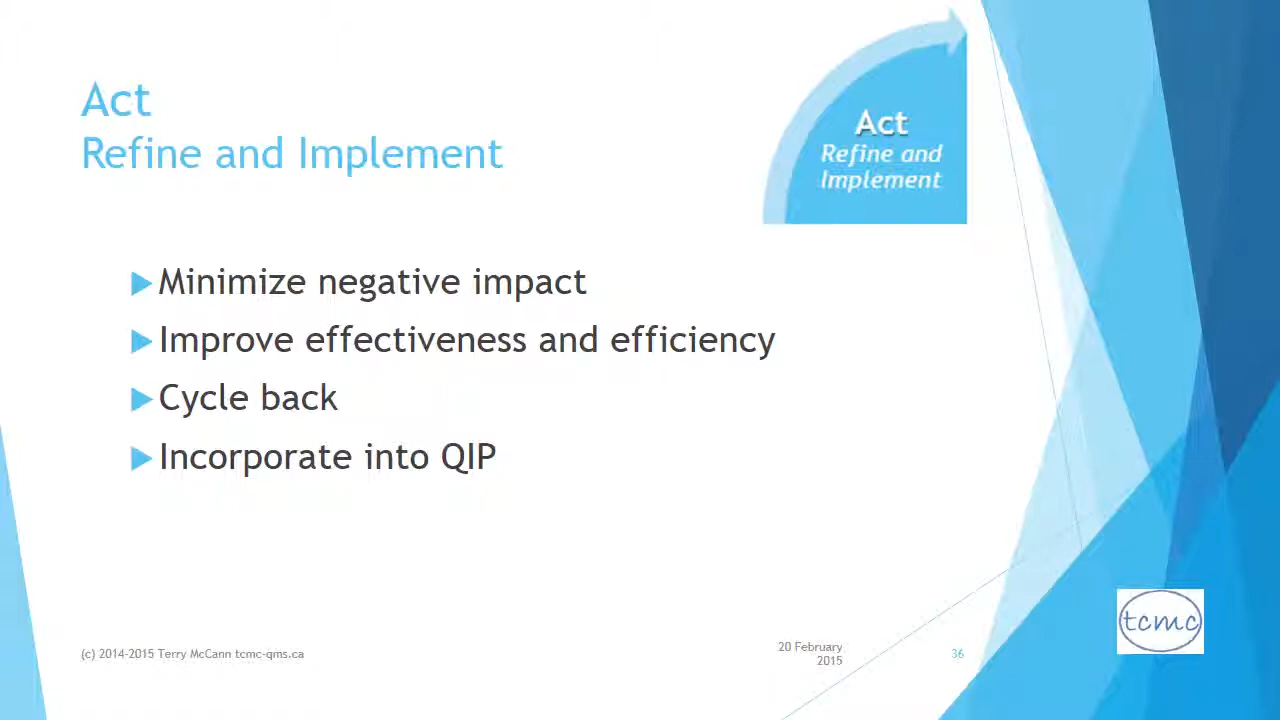 Act
Refine and Implement
Act
Refine and
Implement
Minimize negative impact
Improve effectiveness and efficiency
Cycle back
Incorporate into QIP
(c) 2014-2015 Terry McCann tcmc-qms.ca
20 February
2015
36
tcmc